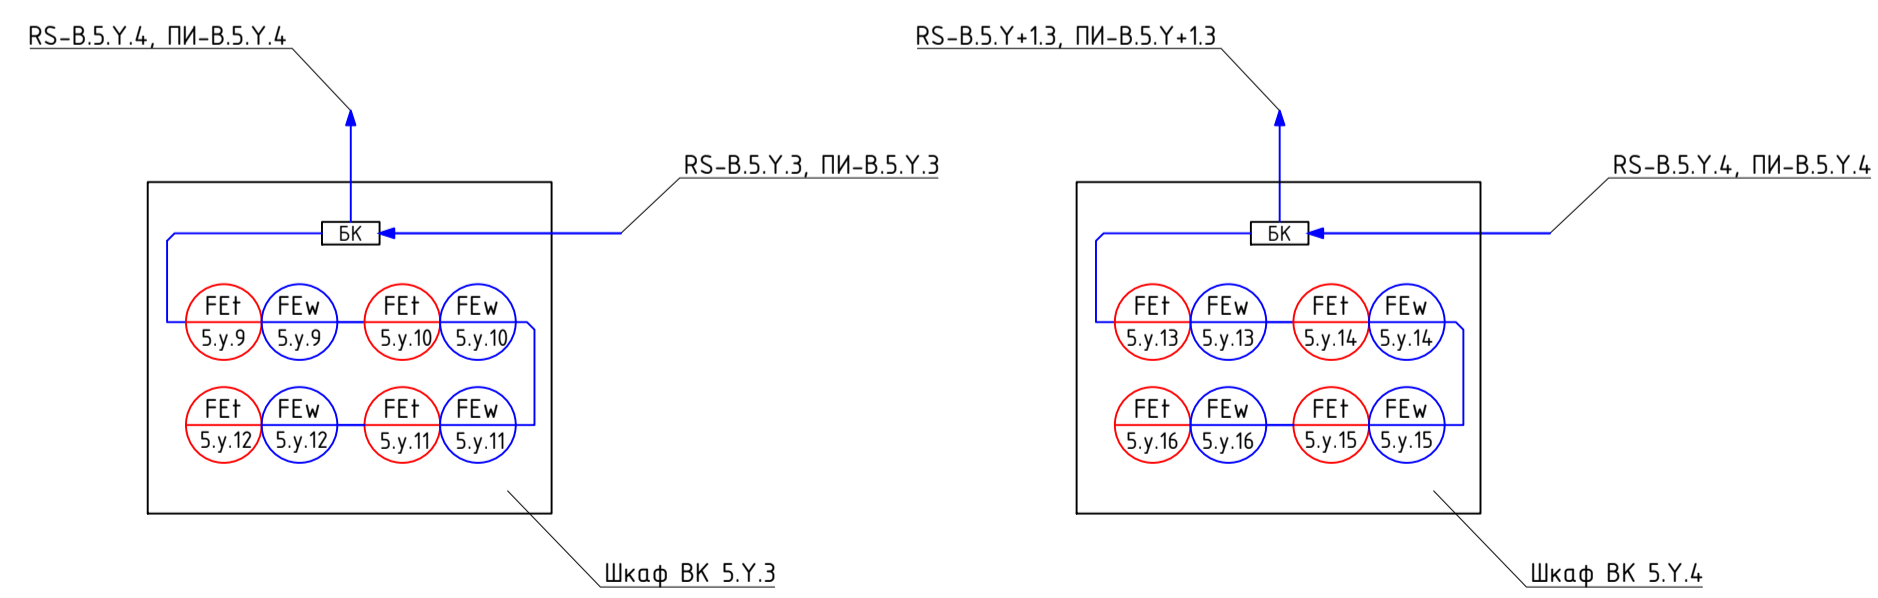 RS-В.5.Y.4, ПИ-В.5.Y.4
RS-В.5.Y.3, ПИ-В.5.Y.3
БК
FEt FEw FEt FEw
5.y.9 5.y.9 5.y.10 5.y.10
FEt FEw FEt FEw
5.y.12 5.y.12 5.y.11 5.y.11
Шкаф ВК 5.Y.3
RS-В.5.Y+1.3, ПИ-В.5.Y+1.3
RS-В.5.Y.4, ПИ-В.5.Y.4
БК
FEt FEw FEt FEw
5.y.13 5.y.13 5.y.14 5.y.14
FEt FEw FEt FEw
5.y.16 5.y.16 5.y.15 5.y.15
Шкаф ВК 5.Y.4